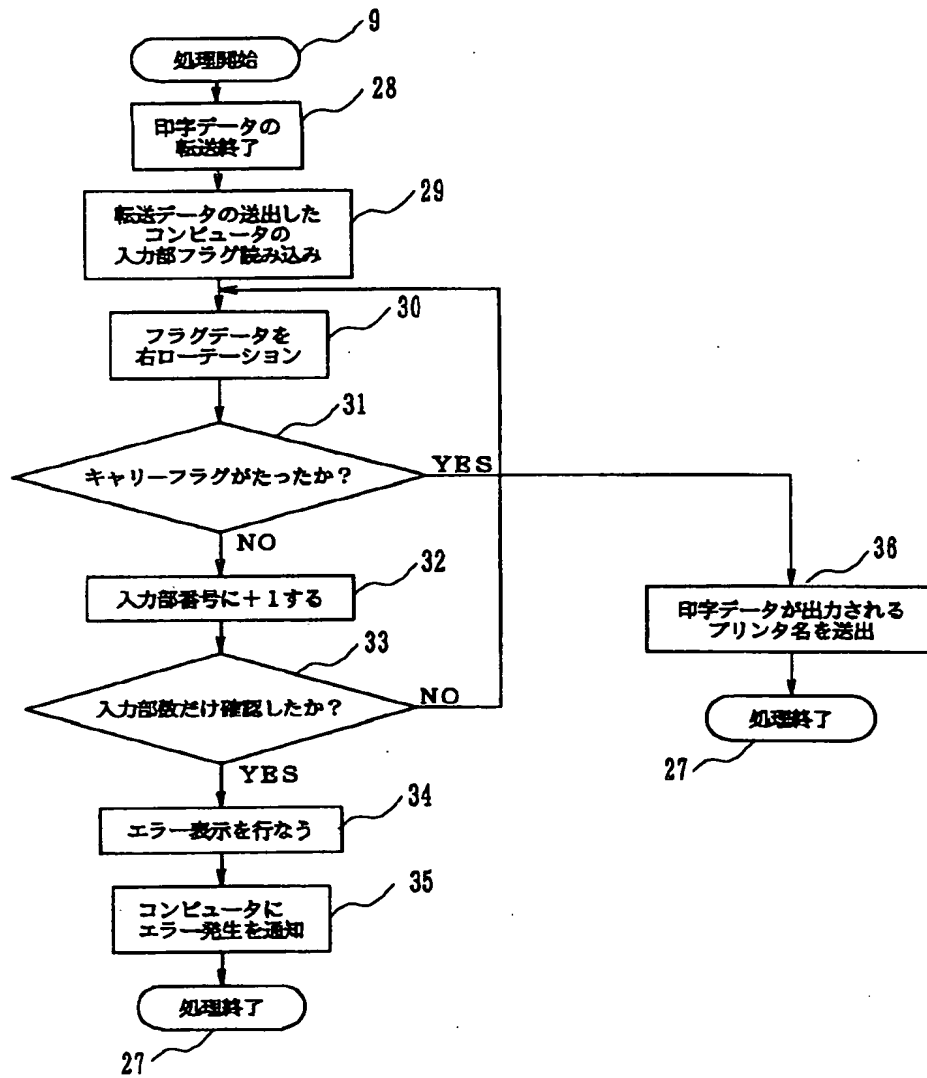 9
処理開始
28
印字データの
転送終了
29
転送データの送出した
コンピュータの
入力部フラグ読み込み
30
フラグデータを
右ローテーション
31
キャリーフラグがたったか?
YES
NO
32
入力部番号に+1する
36
印字データが出力される
プリンタ名を送出
33
入力部数だけ確認したか?
NO
処理終了
27
YES
34
エラー表示を行なう
35
コンピュータに
エラー発生を通知
処理終了
27